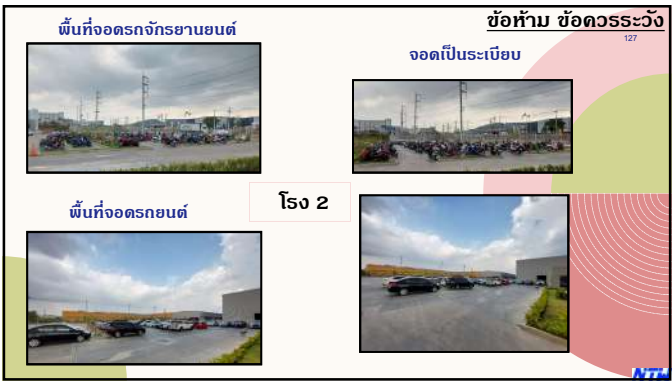 ข้อห้าม ข้อควรระวัง
127
พื้นที่จอดรถจักรยานยนต์
จอดเป็นระเบียบ
โรง 2
พื้นที่จอดรถยนต์
NTW